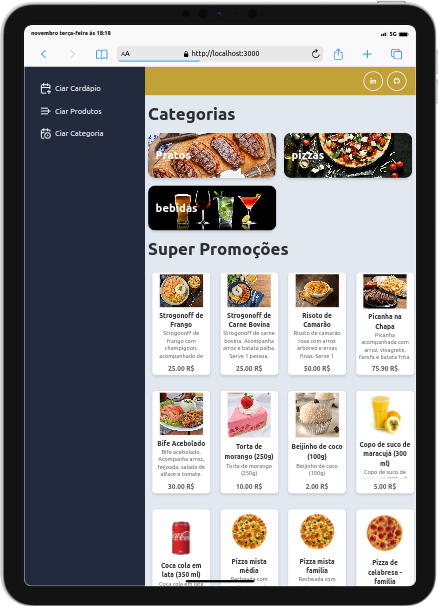 novembro terça-feira às 18:18
5G
AA
http://localhost:3000
Ciar Cardápio
Ciar Produtos
Ciar Categoria
in
Categorias
Pratos
pizzas
bebidas
Super Promoções
Strogonoff de
Frango
Strogonoff de
frango com
champignon,
acompanhado de
25.00 R$
Strogonoff de
Carne Bovina
Strogonoff de carne
bovina. Acompanha
arroz e batata palha.
Serve 1 pessoa.
25.00 R$
Risoto de
Camarão
Risoto de camarão
rosa com arroz
arbóreo e ervas
finas. Serve 1
50.00 R$
Picanha na
Chapa
Picanha
acompanhada com
arroz, vinagrete,
farofa e batata frita.
75.90 R$
Bife Acebolado
Bife acebolado.
Acompanha arroz,
feijoada, salada de
alface e tomate.
30.00 R$
Torta de
morango (250g)
Torta de morango
(250g)
10.00 R$
Beijinho de coco
(100g)
Beijinho de coco
(100g)
2.00 R$
Copo de suco de
maracujá (300
ml)
Copo de suco de
5.00 R$
Coca cola em
lata (350 ml)
Coca cola em lata
Pizza mista
média
Recheada com
Pizza mista
família
Recheada com
Pizza de
calabresa -
família